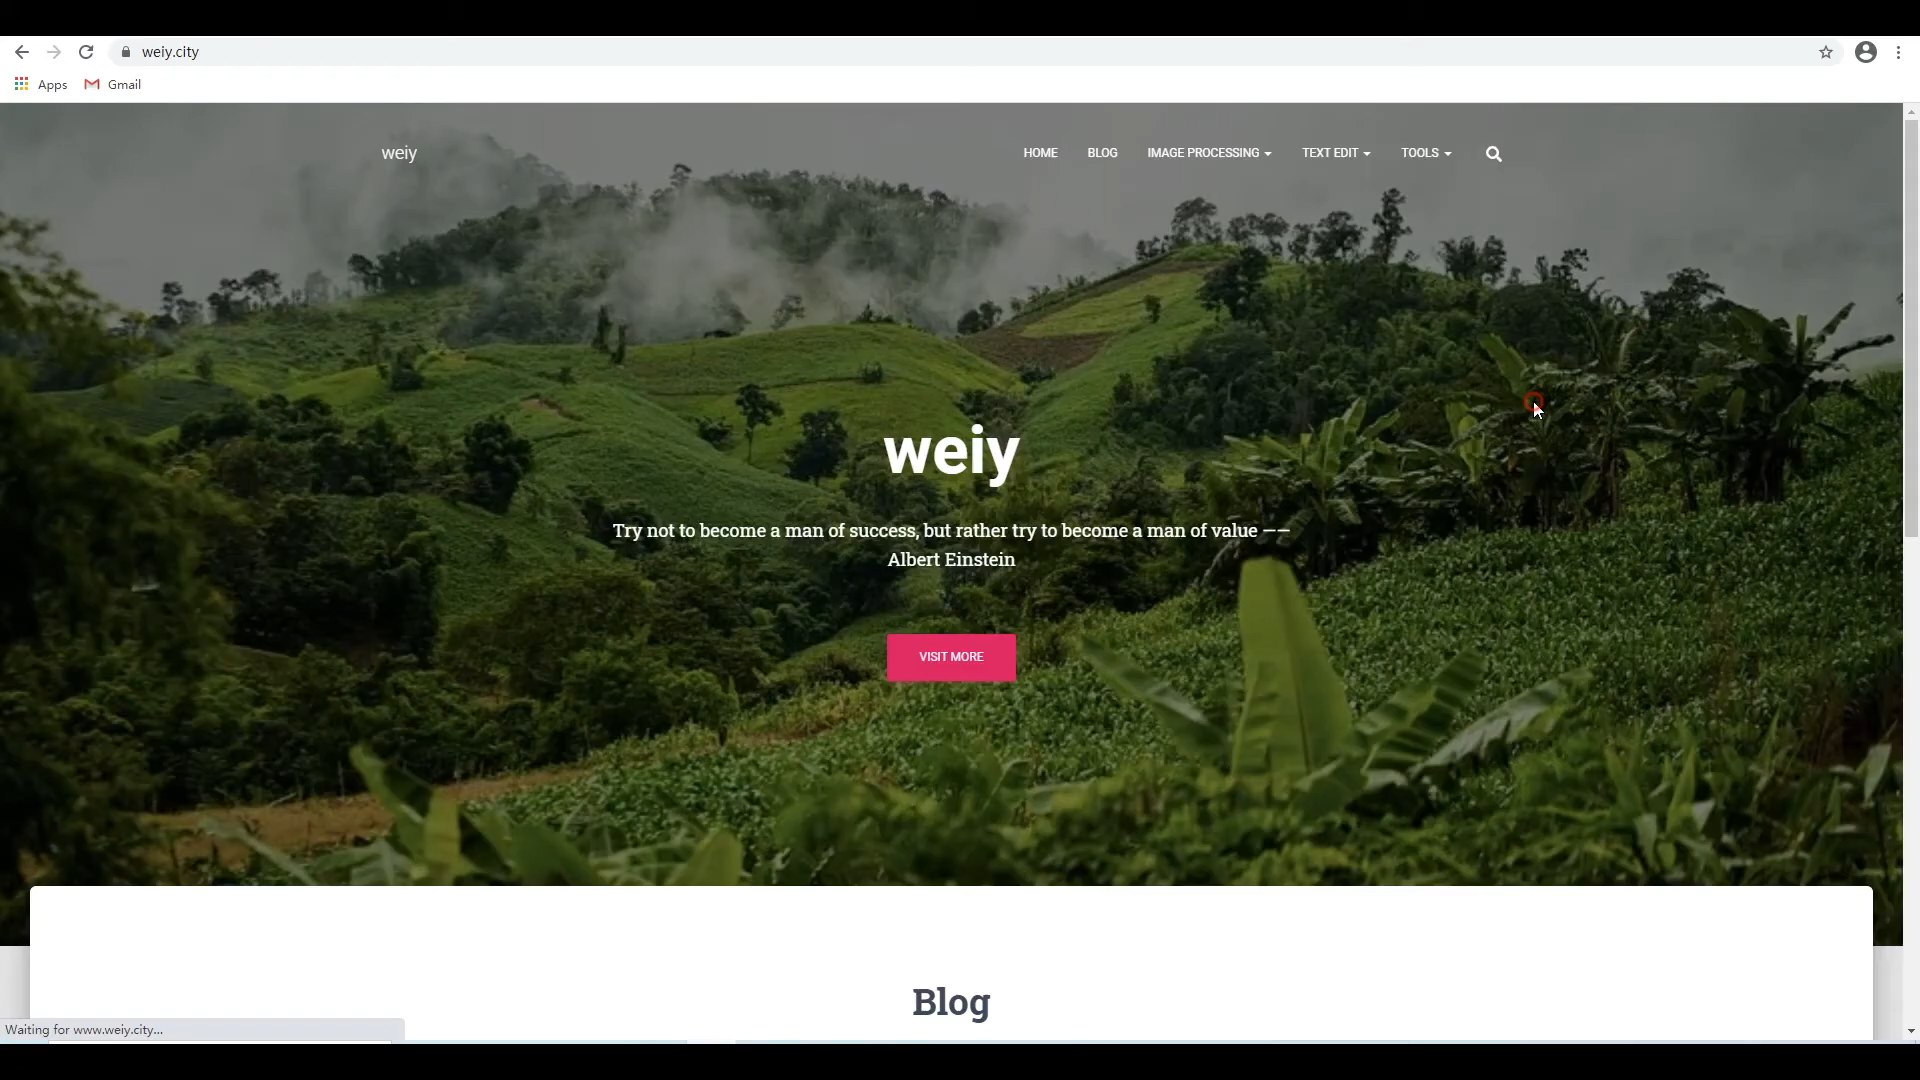 weiy.city
Apps
Gmail
weiy
HOME
BLOG
IMAGE PROCESSING
TEXT EDIT
TOOLS
weiy
Try not to become a man of success, but rather try to become a man of value ——
Albert Einstein
VISIT MORE
Blog
Waiting for www.weiy.city...